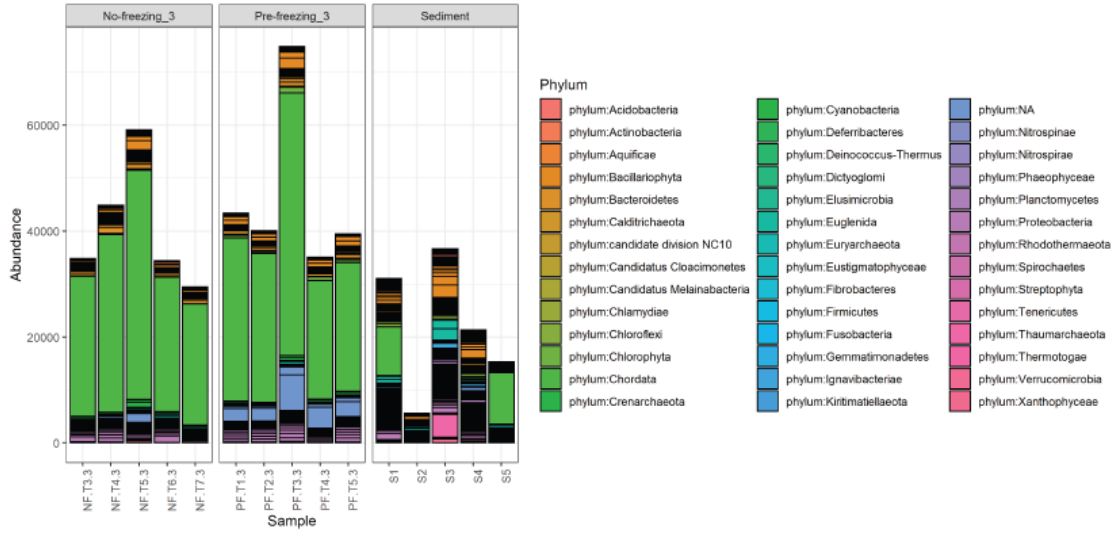 No-freezing_3 Pre-freezing_3 Sediment
Abundance
60000
40000
20000
0
NF.T3.3 NF.T4.3 NF.T5.3 NF.T6.3 NF.T7.3 PF.T1.3 PF.T2.3 PF.T3.3 PF.T4.3 PF.T5.3 S1 S2 S3 S4 S5
Sample
Phylum
phylum:Acidobacteria
phylum:Actinobacteria
phylum:Aquificae
phylum:Bacillariophyta
phylum:Bacteroidetes
phylum:Calditrichaeota
phylum:candidate division NC10
phylum:Candidatus Cloacimonetes
phylum:Candidatus Melainabacteria
phylum:Chlamydiae
phylum:Chloroflexi
phylum:Chlorophyta
phylum:Chordata
phylum:Crenarchaeota
phylum:Cyanobacteria
phylum:Deferribacteres
phylum:Deinococcus-Thermus
phylum:Dictyoglomi
phylum:Elusimicrobia
phylum:Euglenida
phylum:Euryarchaeota
phylum:Eustigmatophyceae
phylum:Fibrobacteres
phylum:Firmicutes
phylum:Fusobacteria
phylum:Gemmatimonadetes
phylum:Ignavibacteriae
phylum:Kiritimatiellaeota
phylum:NA
phylum:Nitrospinae
phylum:Nitrospirae
phylum:Phaeophyceae
phylum:Planctomycetes
phylum:Proteobacteria
phylum:Rhodothermaeota
phylum:Spirochaetes
phylum:Streptophyta
phylum:Tenericutes
phylum:Thaumarchaeota
phylum:Thermotogae
phylum:Verrucomicrobia
phylum:Xanthophyceae